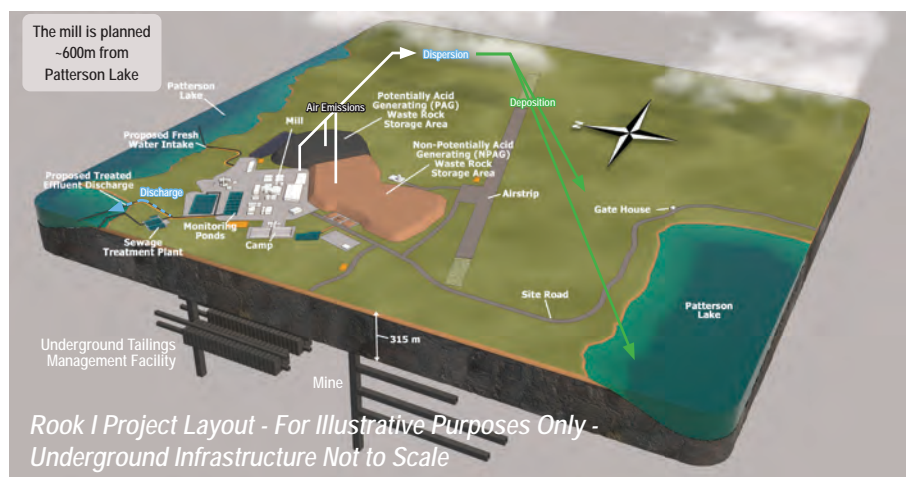 The mill is planned
~600m from
Patterson Lake
Dispersion
Patterson
Lake
Air Emissions
Potentially Acid
Generating (PAG)
Waste Rock
Storage Area
Deposition
Mill
N
Proposed Fresh
Water Intake
Non-Potentially Acid
Generating (NPAG)
Waste Rock
Storage Area
Proposed Treated
Effluent Discharge
Discharge
Airstrip
Gate House
Monitoring
Ponds
Camp
Sewage
Treatment Plant
Site Road
Patterson
Lake
315 m
Underground Tailings
Management Facility
Mine
Rook I Project Layout - For Illustrative Purposes Only -
Underground Infrastructure Not to Scale